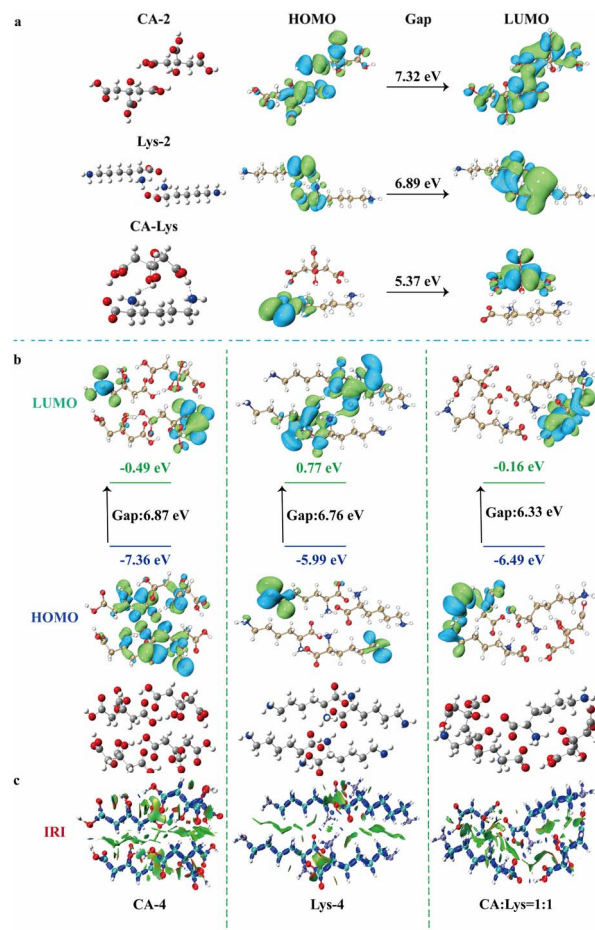 a
CA-2 HOMO Gap LUMO
7.32 eV
Lys-2
6.89 eV
CA-Lys
5.37 eV
b
LUMO
-0.49 eV 0.77 eV -0.16 eV
Gap:6.87 eV Gap:6.76 eV Gap:6.33 eV
-7.36 eV -5.99 eV -6.49 eV
HOMO
c
IRI
CA-4 Lys-4 CA:Lys=1:1